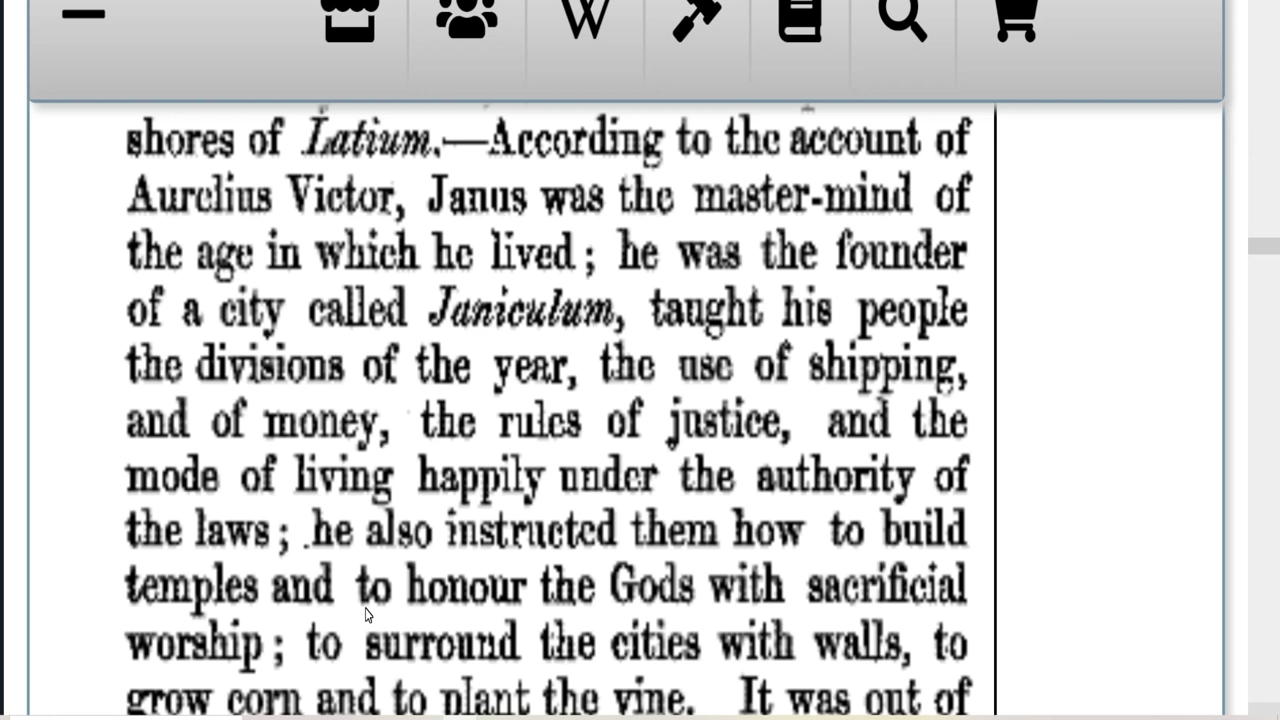 W
shores of Latium.—According to the account of
Aurelius Victor, Janus was the master-mind of
the age in which he lived; he was the founder
of a city called Janiculum, taught his people
the divisions of the year, the use of shipping,
and of money, the rules of justice, and the
mode of living happily under the authority of
the laws; he also instructed them how to build
temples and to honour the Gods with sacrificial
worship; to surround the cities with walls, to
grow corn and to plant the vine. It was out of